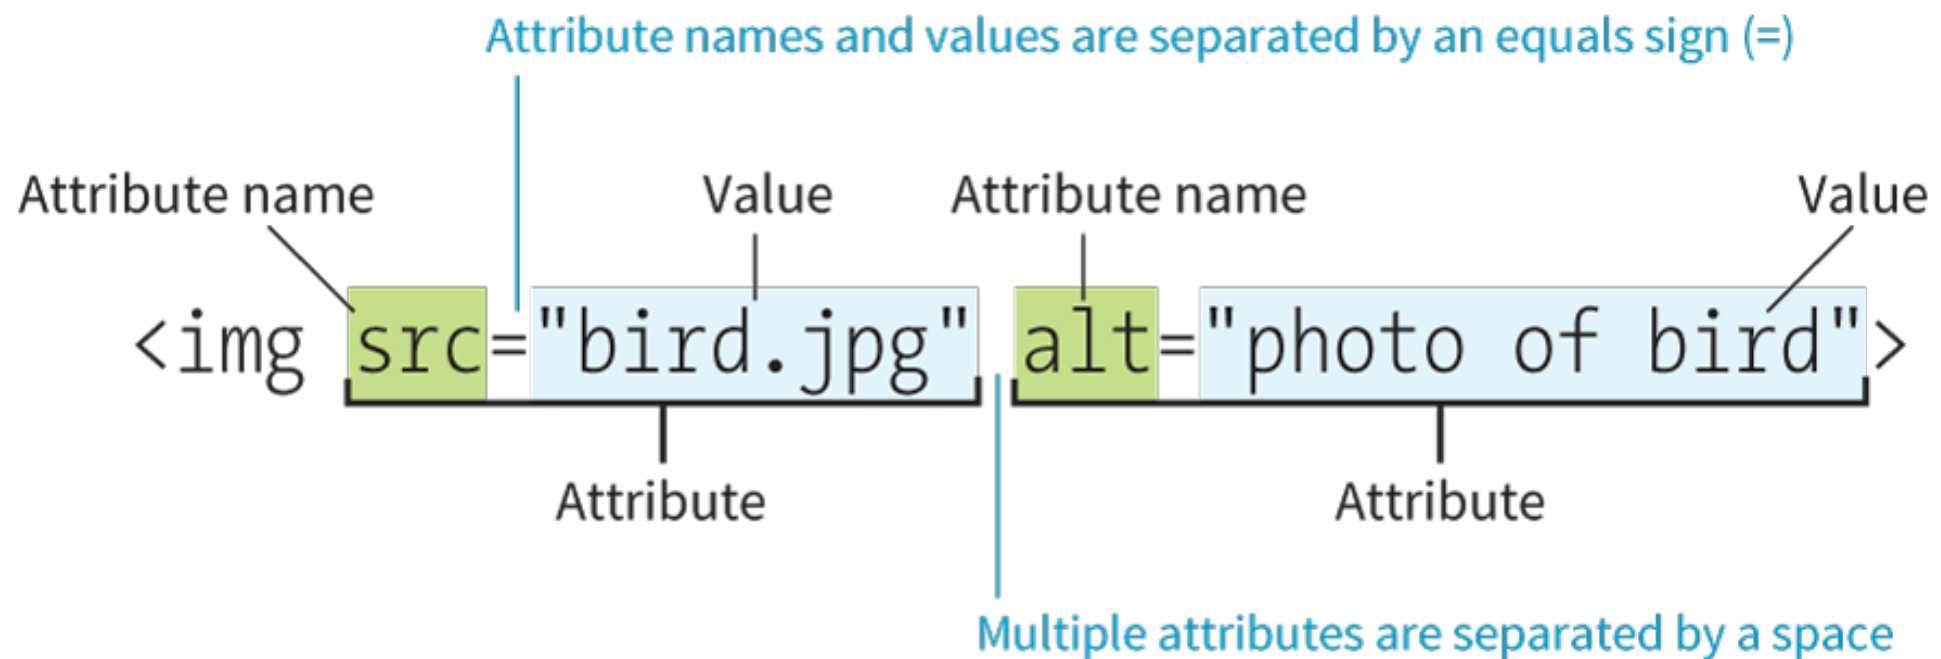 Attribute names and values are separated by an equals sign (=)
Attribute name
Value
Attribute name
Value
<img src="bird.jpg" alt="photo of bird">
Attribute
Attribute
Multiple attributes are separated by a space